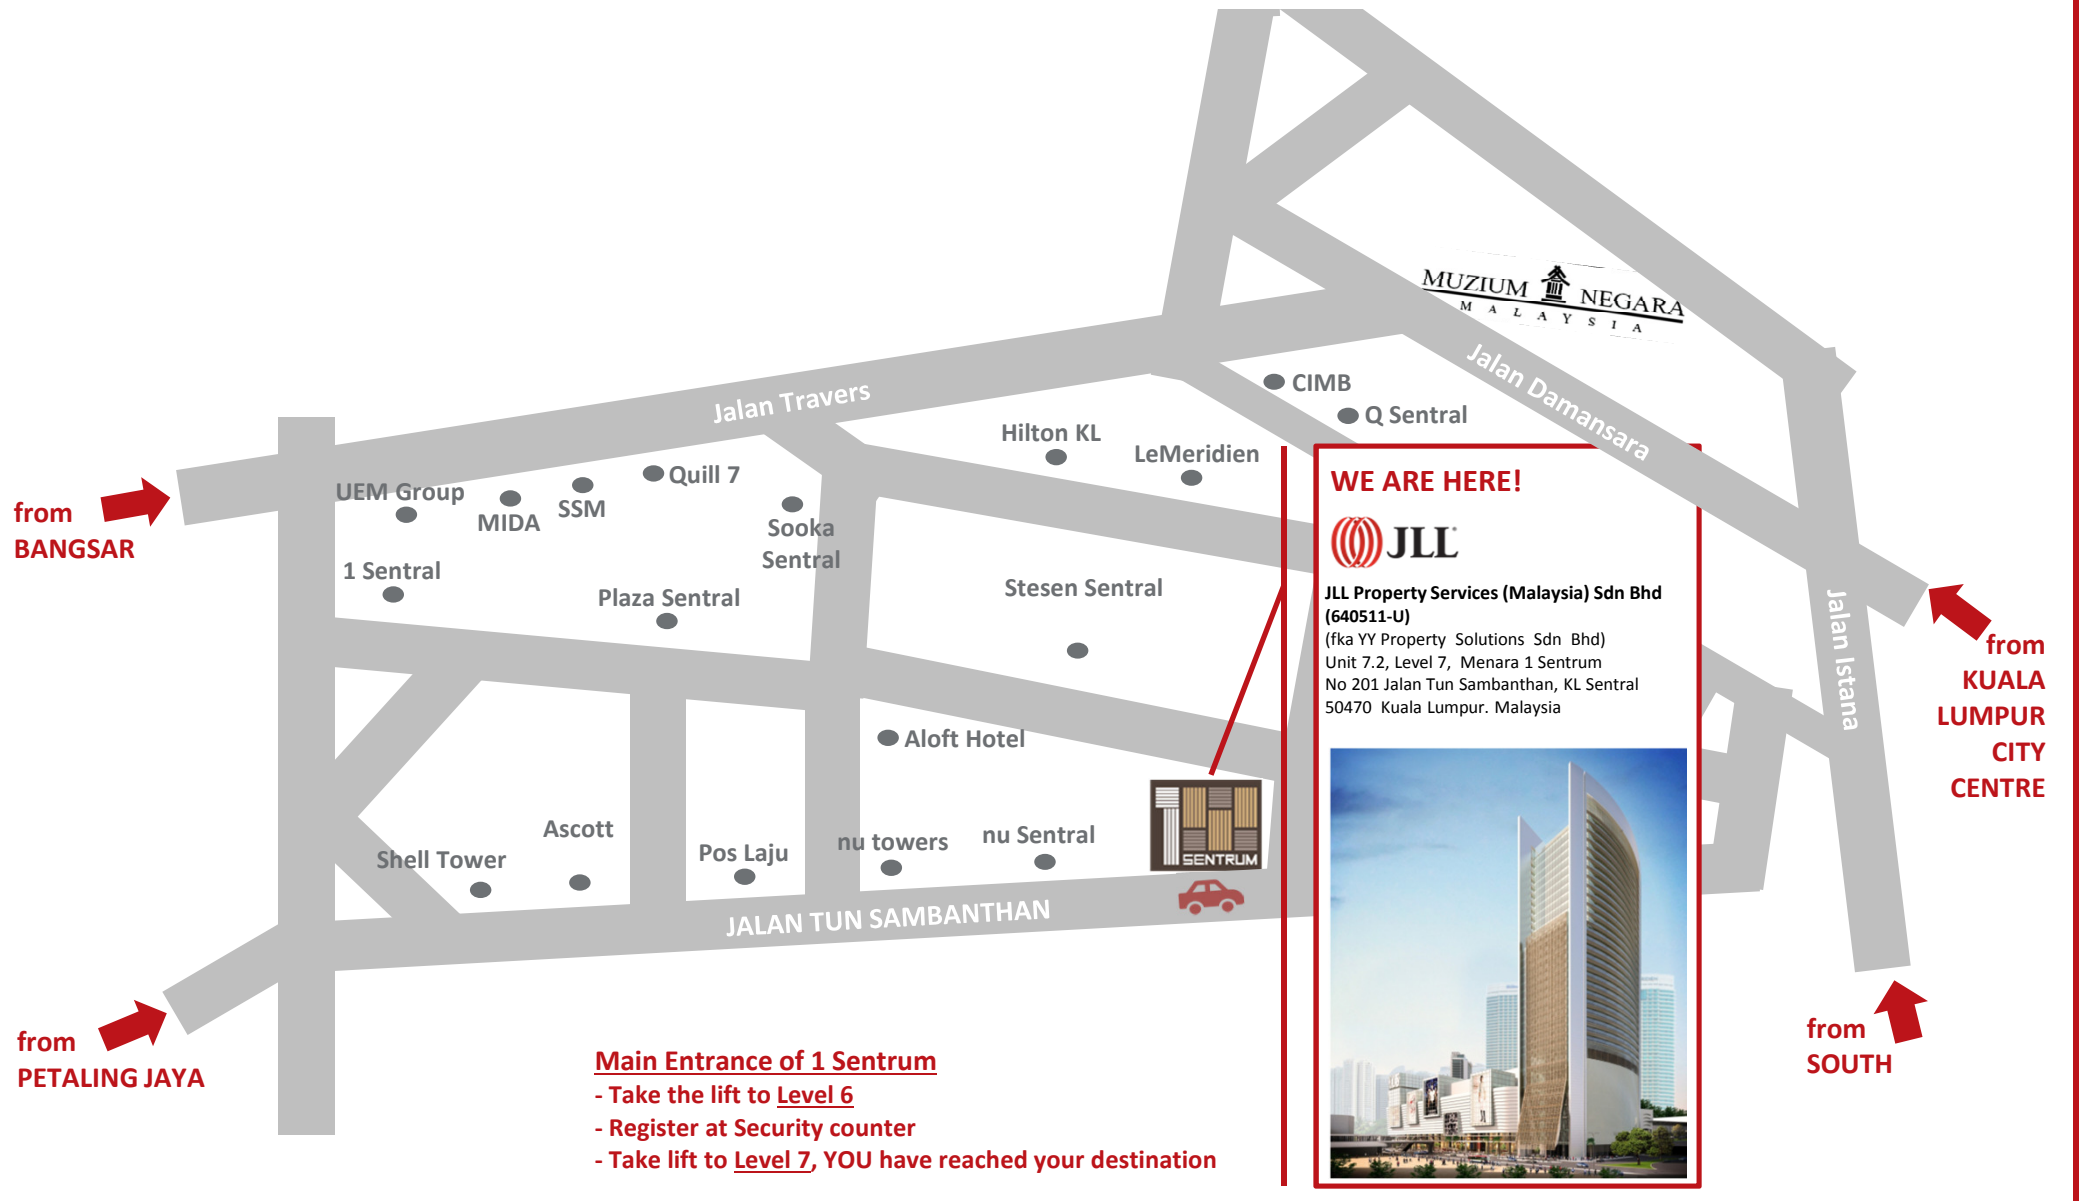 MUZIUM NEGARA
MALAYSIA
Jalan Travers
Jalan Damansara
CIMB
Q Sentral
Hilton KL
LeMeridien
UEM Group
MIDA
SSM
Quill 7
Sooka
Sentral
from
BANGSAR
1 Sentral
Plaza Sentral
Stesen Sentral
WE ARE HERE!
JLL
JLL Property Services (Malaysia) Sdn Bhd
(640511-U)
(fka YY Property Solutions Sdn Bhd)
Unit 7.2, Level 7, Menara 1 Sentrum
No 201 Jalan Tun Sambanthan, KL Sentral
50470 Kuala Lumpur. Malaysia
Jalan Istana
from
KUALA
LUMPUR
CITY
CENTRE
Aloft Hotel
Ascott
Shell Tower
Pos Laju
nu towers
nu Sentral
SENTRUM
JALAN TUN SAMBANTHAN
from
PETALING JAYA
from
SOUTH
Main Entrance of 1 Sentrum
- Take the lift to Level 6
- Register at Security counter
- Take lift to Level 7, YOU have reached your destination